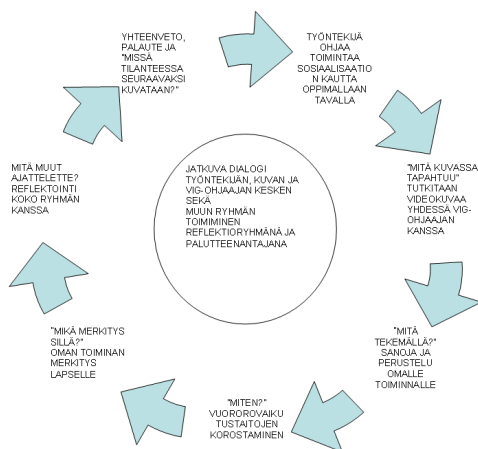 YHTEENVETO,
PALAUTE JA
"MISSÄ
TILANTEESSA
SEURAAVAKSI
KUVATAAN?"
TYÖNTEKIJÄ
OHJAA
TOIMINTAA
SOSIAALISAATIO
N KAUTTA
OPPIMALLAAN
TAVALLA
"MITÄ KUVASSA
TAPAHTUU"
TUTKITAAN
VIDEOKUVAA
YHDESSÄ VIG-
OHJAAJAN
KANSSA
"MITÄ
TEKEMÄLLÄ?"
SANOJA JA
PERUSTELU
OMALLE
TOIMINNALLE
"MITEN?"
VUOROROVAIKU
TUSTAITOJEN
KOROSTAMINEN
"MIKÄ MERKITYS
SILLÄ?"
OMAN TOIMINAN
MERKITYS
LAPSELLE
MITÄ MUUT
AJATTELETTE?
REFLEKTOINTI
KOKO RYHMÄN
KANSSA
JATKUVA DIALOGI
TYÖNTEKIJÄN, KUVAN JA
VIG-OHJAAJAN KESKEN
SEKÄ
MUUN RYHMÄN
TOIMIMINEN
REFLEKTIORYHMÄNÄ JA
PALUTTEENANTAJANA